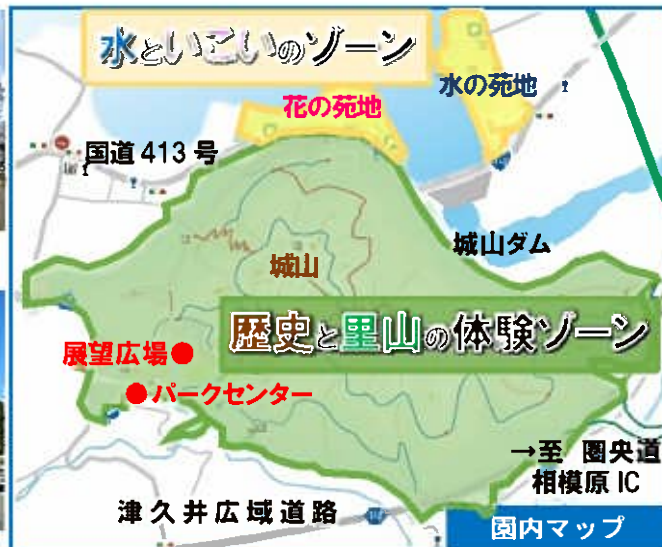 水といこいのゾーン
花の苑地
水の苑地
国道413号
城山ダム
城山
歴史と里山の体験ゾーン
展望広場
パークセンター
→至 圏央道
相模原IC
津久井広域道路
園内マップ